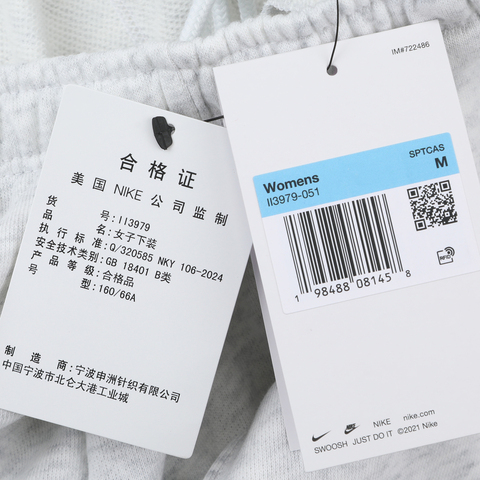 合格证
美国 NIKE 公司监制
货号:II3979
品名:女子下装
执行标准:Q/320585 NKY 106-2024
安全技术类别:GB 18401 B类
产品等级:合格品
号型:160/66A
制造商:宁波申洲针织有限公司
中国宁波市北仑大港工业城
IM#722486
SPTCAS
Womens
M
II3979-051
1 98488 08145 8
RFID
NIKE nike.com
SWOOSH JUST DO IT ©2021 Nike